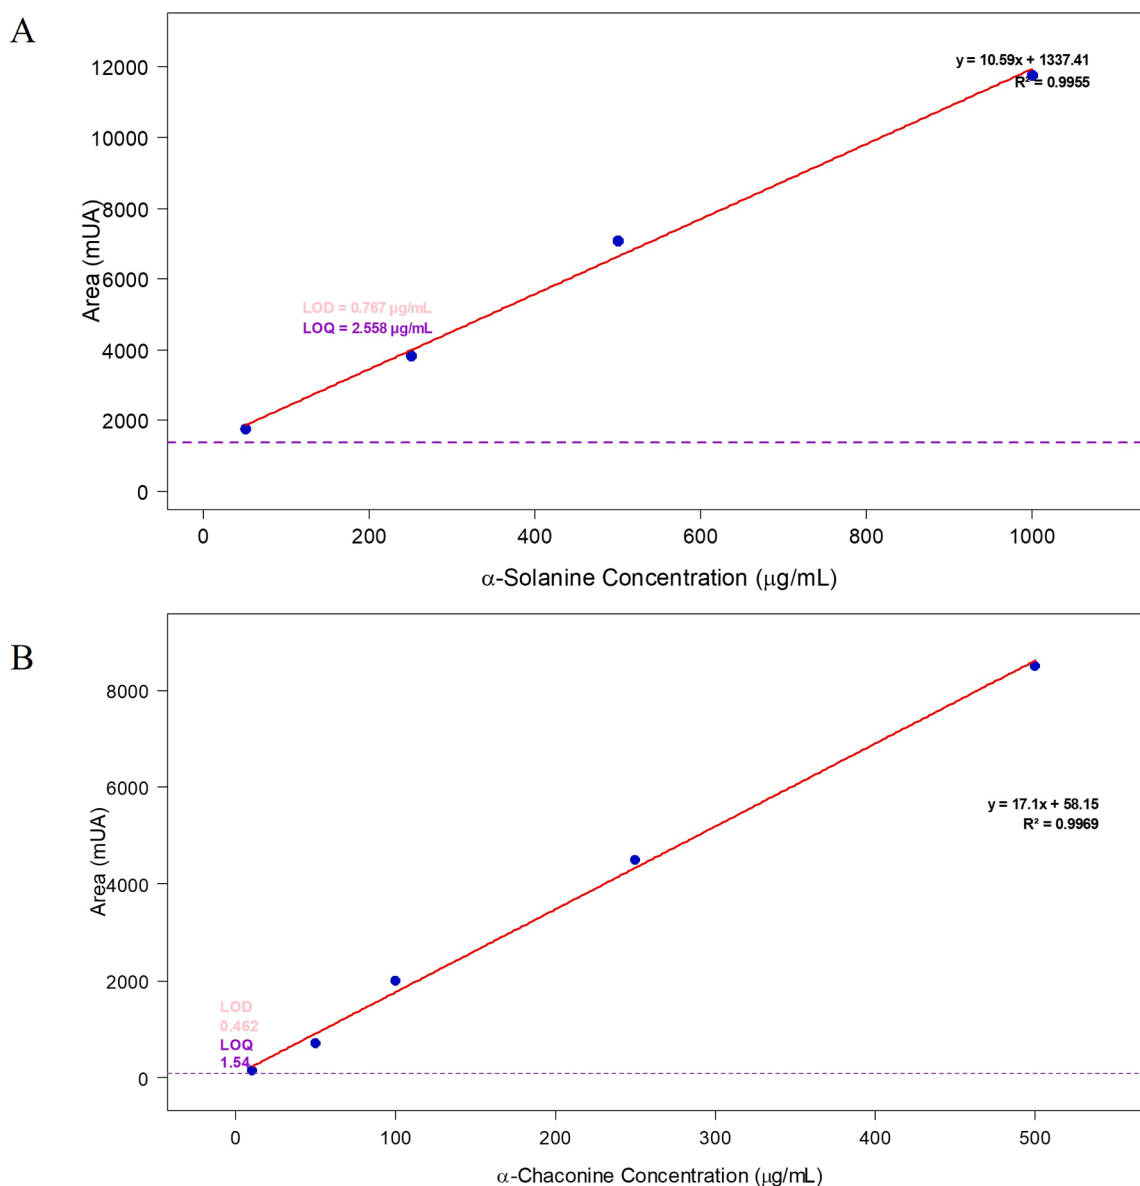 A
y = 10.59x + 1337.41
R² = 0.9955
12000
10000
8000
6000
4000
2000
0
Area (mUA)
LOD = 0.767 µg/mL
LOQ = 2.558 µg/mL
0 200 400 600 800 1000
α-Solanine Concentration (µg/mL)
B
8000
6000
4000
2000
0
Area (mUA)
y = 17.1x + 58.15
R² = 0.9969
LOD
0.462
LOQ
1.54
0 100 200 300 400 500
α-Chaconine Concentration (µg/mL)